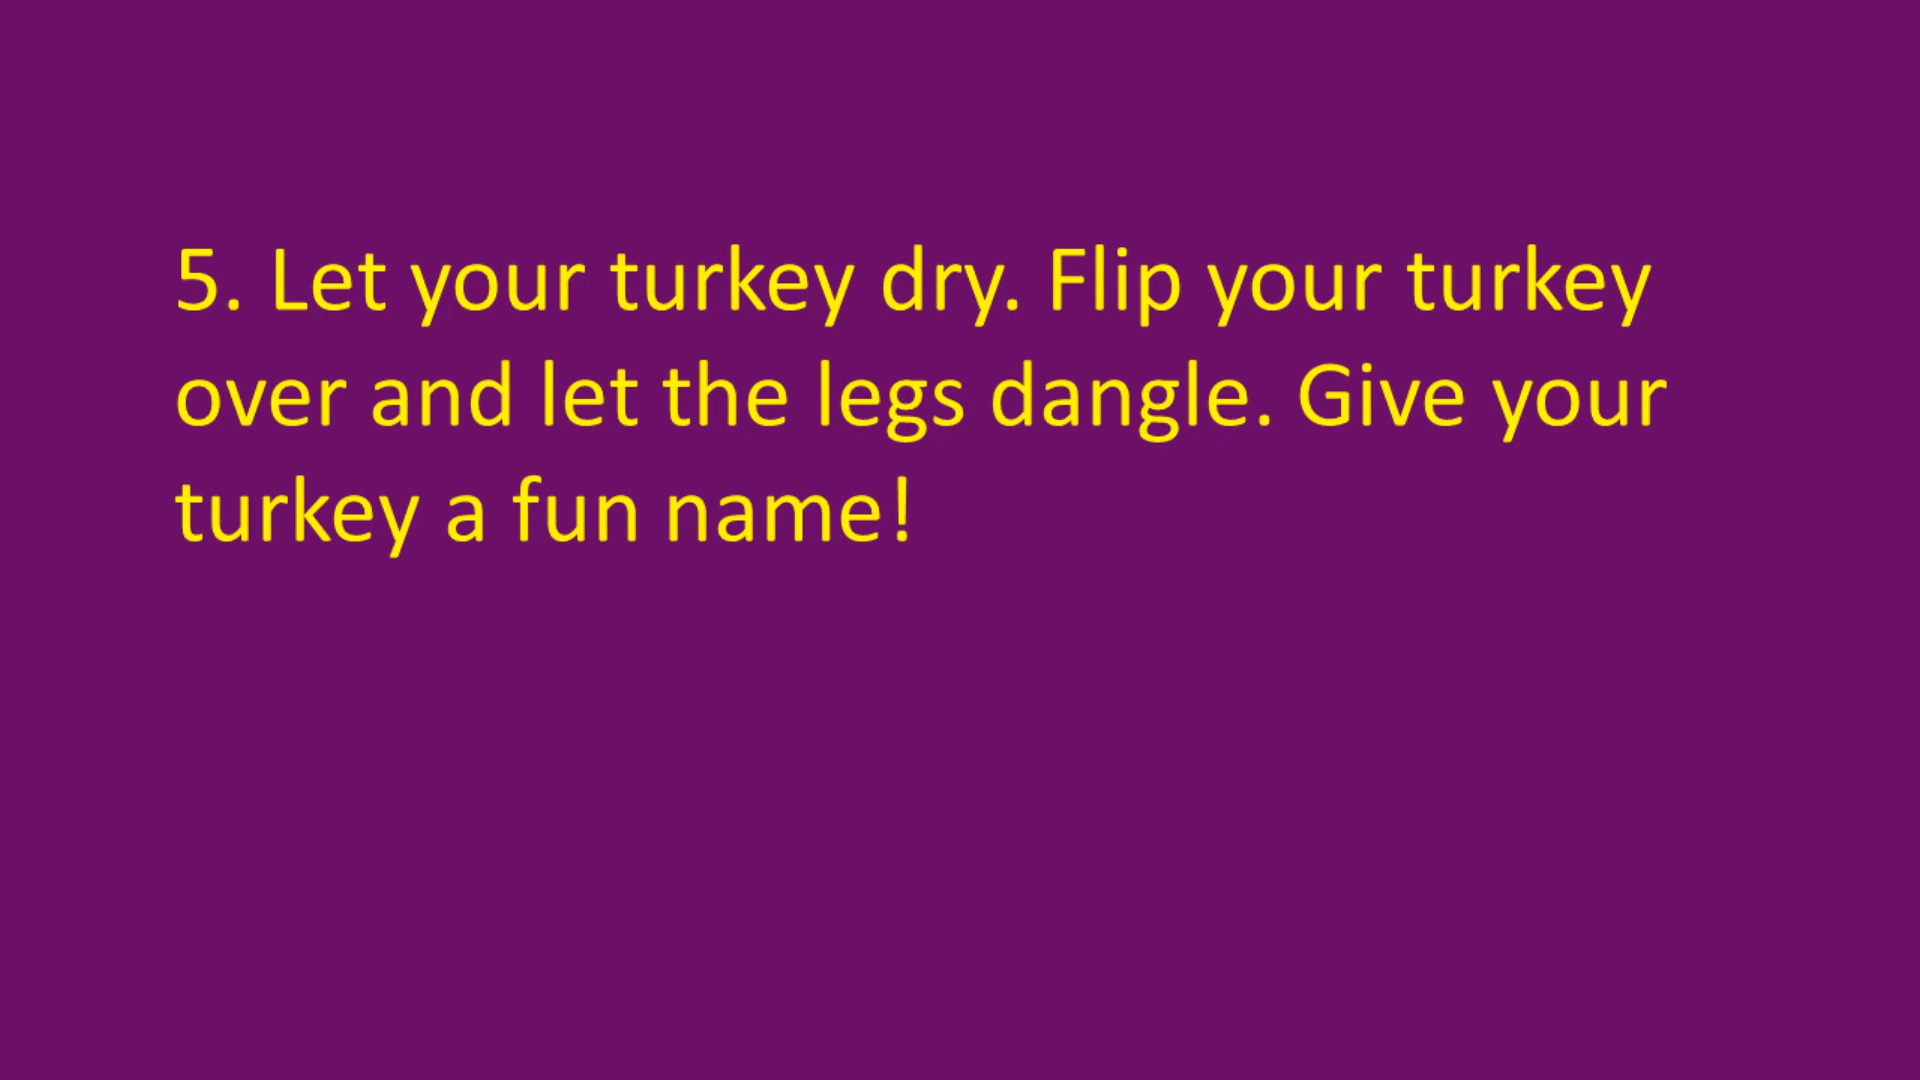 5. Let your turkey dry. Flip your turkey
over and let the legs dangle. Give your
turkey a fun name!